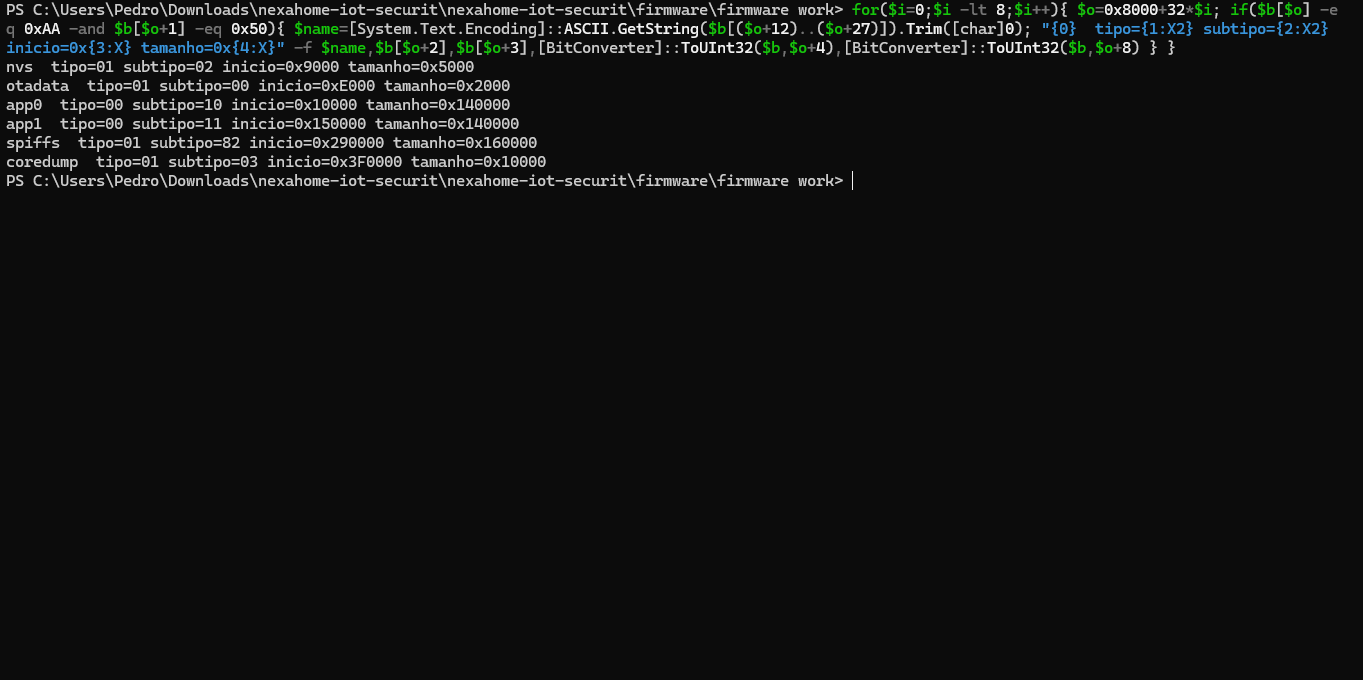 PS C:\Users\Pedro\Downloads\nexahome-iot-securit\nexahome-iot-securit\firmware\firmware work> for($i=0;$i -lt 8;$i++){ $o=0x8000+32*$i; if($b[$o] -e
q 0xAA -and $b[$o+1] -eq 0x50){ $name=[System.Text.Encoding]::ASCII.GetString($b[($o+12)..($o+27)]).Trim([char]0); "{0}  tipo={1:X2} subtipo={2:X2}
inicio=0x{3:X} tamanho=0x{4:X}" -f $name,$b[$o+2],$b[$o+3],[BitConverter]::ToUInt32($b,$o+4),[BitConverter]::ToUInt32($b,$o+8) } }
nvs  tipo=01 subtipo=02 inicio=0x9000 tamanho=0x5000
otadata  tipo=01 subtipo=00 inicio=0xE000 tamanho=0x2000
app0  tipo=00 subtipo=10 inicio=0x10000 tamanho=0x140000
app1  tipo=00 subtipo=11 inicio=0x150000 tamanho=0x140000
spiffs  tipo=01 subtipo=82 inicio=0x290000 tamanho=0x160000
coredump  tipo=01 subtipo=03 inicio=0x3F0000 tamanho=0x10000
PS C:\Users\Pedro\Downloads\nexahome-iot-securit\nexahome-iot-securit\firmware\firmware work>